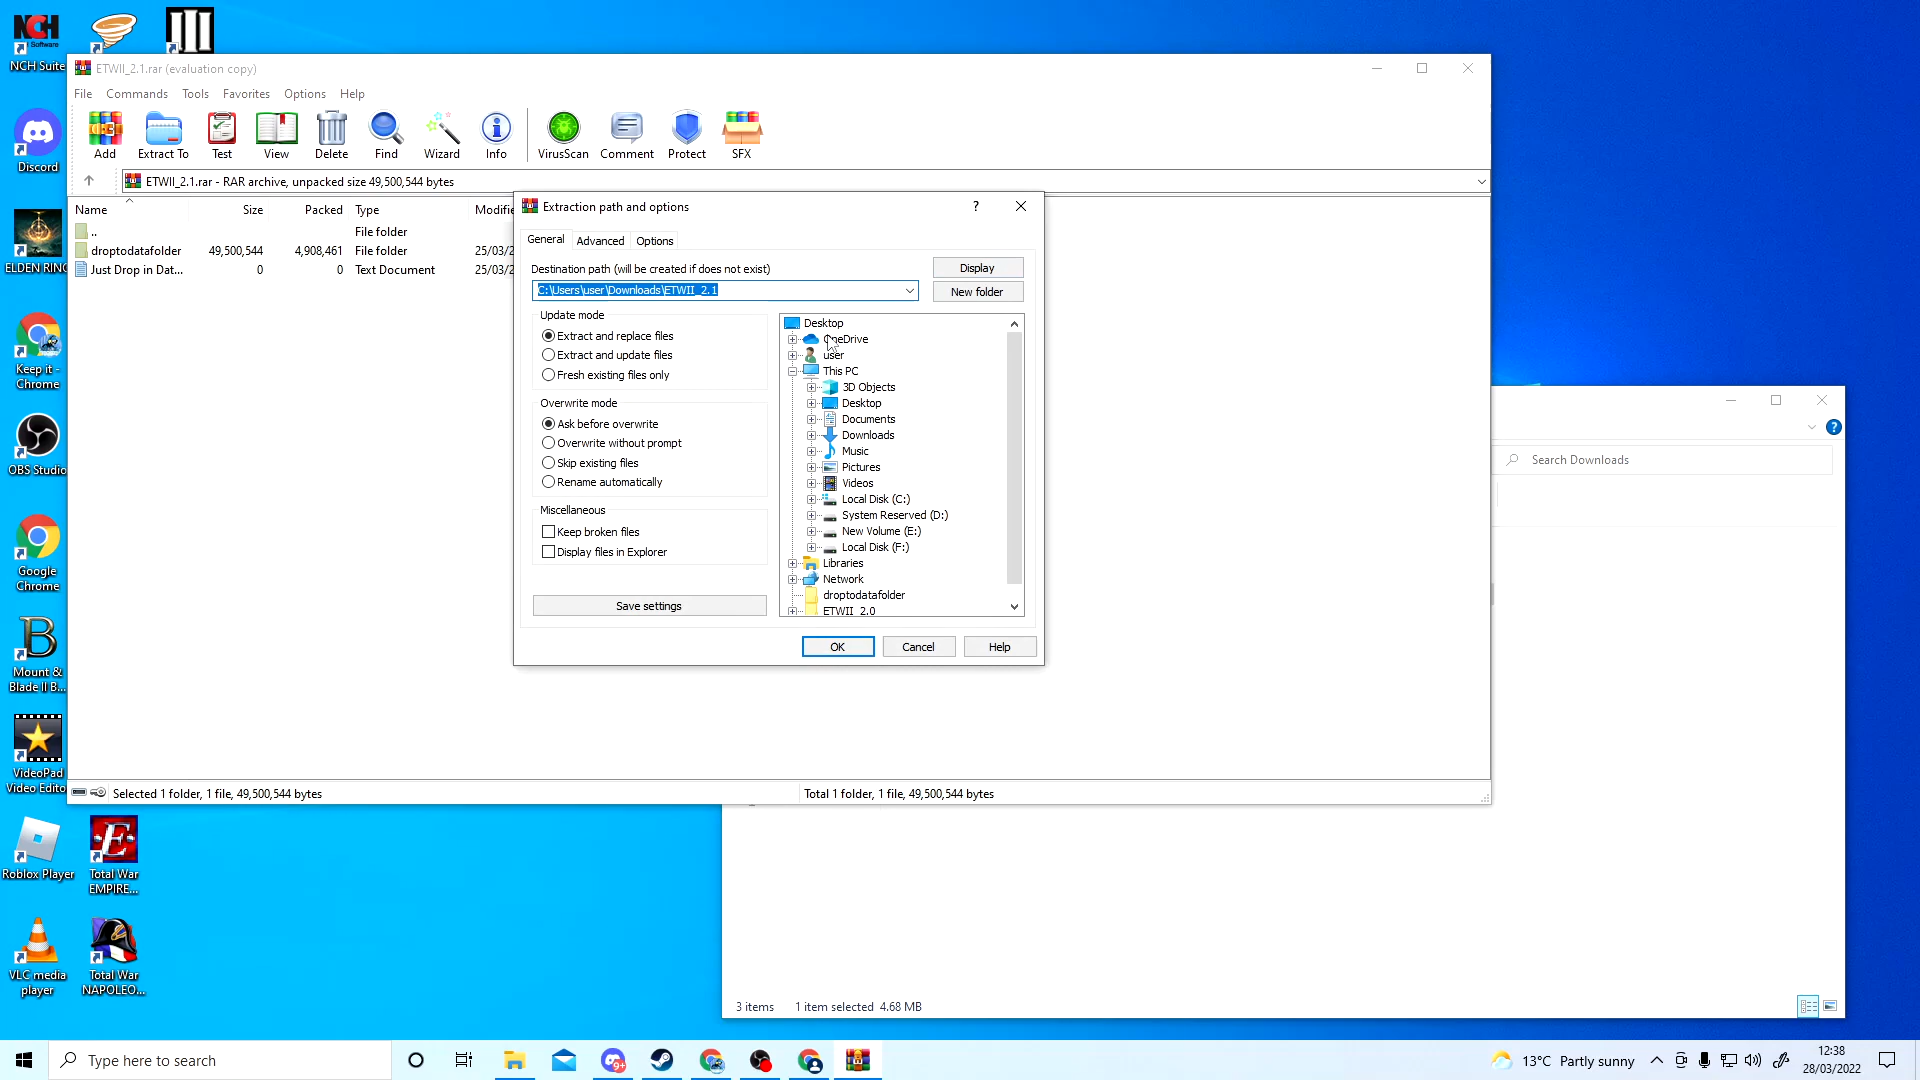 NCH Suite
ETWII_2.1.rar (evaluation copy)
File Commands Tools Favorites Options Help
Add Extract To Test View Delete Find Wizard Info VirusScan Comment Protect SFX
ETWII_2.1.rar - RAR archive, unpacked size 49,500,544 bytes
Name Size Packed Type Modifie
.. File folder
droptodatafolder 49,500,544 4,908,461 File folder 25/03/2
Just Drop in Dat... 0 0 Text Document 25/03/2
Extraction path and options
General Advanced Options
Destination path (will be created if does not exist)
Display
C:\Users\user\Downloads\ETWII_2.1
New folder
Update mode
Extract and replace files
Extract and update files
Fresh existing files only
Overwrite mode
Ask before overwrite
Overwrite without prompt
Skip existing files
Rename automatically
Miscellaneous
Keep broken files
Display files in Explorer
Save settings
Desktop
OneDrive
user
This PC
3D Objects
Desktop
Documents
Downloads
Music
Pictures
Videos
Local Disk (C:)
System Reserved (D:)
New Volume (E:)
Local Disk (F:)
Libraries
Network
droptodatafolder
ETWII_2.0
OK Cancel Help
Selected 1 folder, 1 file, 49,500,544 bytes
Total 1 folder, 1 file, 49,500,544 bytes
Search Downloads
3 items 1 item selected 4.68 MB
Discord
ELDEN RING
Keep it -
Chrome
OBS Studio
Google
Chrome
Mount &
Blade II B...
VideoPad
Video Edito
Roblox Player
Total War
EMPIRE...
VLC media
player
Total War
NAPOLEO...
Type here to search
9+
13°C Partly sunny
12:38
28/03/2022